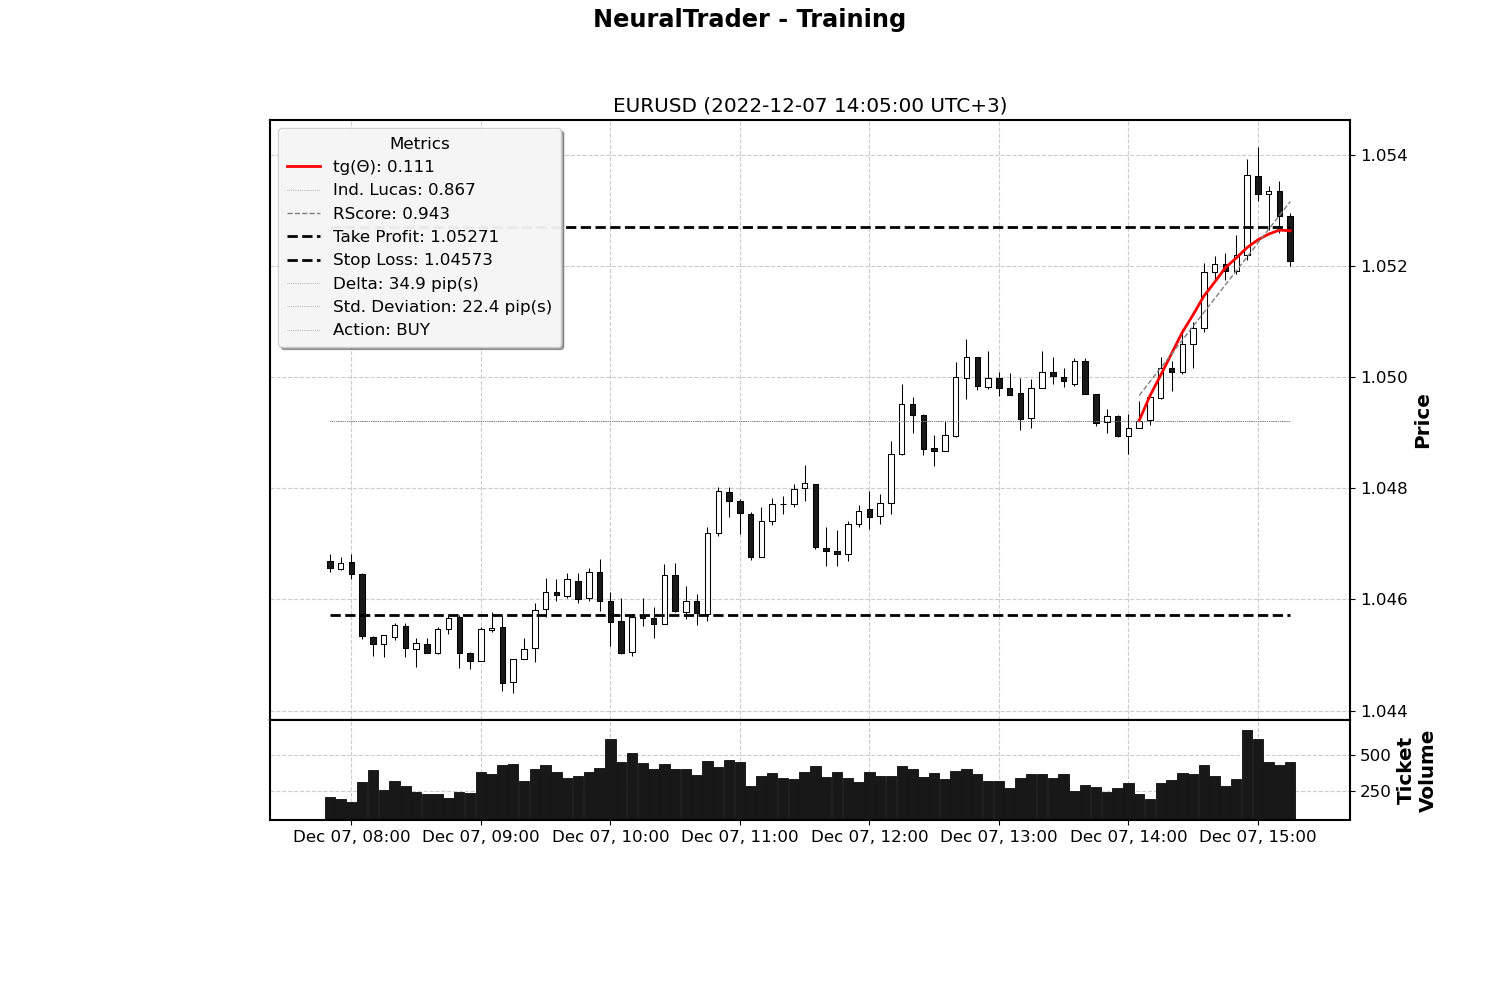 NeuralTrader - Training
EURUSD (2022-12-07 14:05:00 UTC+3)
Metrics
tg(Θ): 0.111
Ind. Lucas: 0.867
RScore: 0.943
Take Profit: 1.05271
Stop Loss: 1.04573
Delta: 34.9 pip(s)
Std. Deviation: 22.4 pip(s)
Action: BUY
1.054
1.052
1.050
1.048
1.046
1.044
Price
500
250
Ticket
Volume
Dec 07, 08:00 Dec 07, 09:00 Dec 07, 10:00 Dec 07, 11:00 Dec 07, 12:00 Dec 07, 13:00 Dec 07, 14:00 Dec 07, 15:00